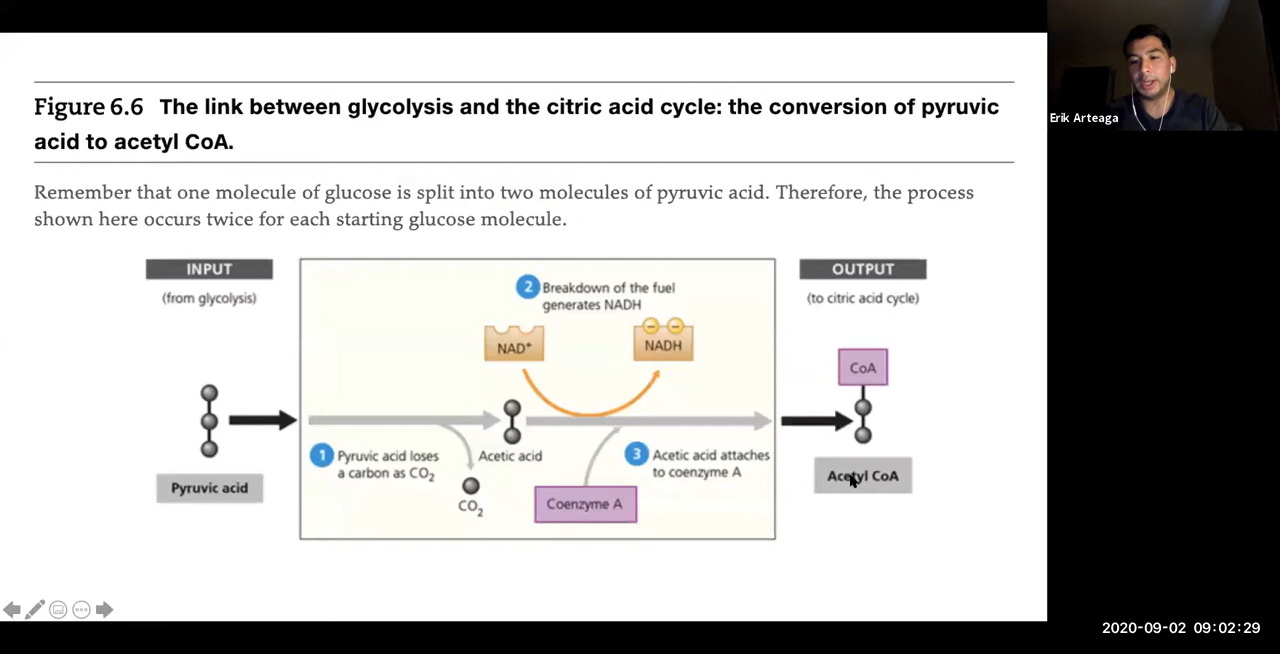 Figure 6.6 The link between glycolysis and the citric acid cycle: the conversion of pyruvic
acid to acetyl CoA.
Erik Arteaga
Remember that one molecule of glucose is split into two molecules of pyruvic acid. Therefore, the process
shown here occurs twice for each starting glucose molecule.
INPUT
(from glycolysis)
Pyruvic acid
2 Breakdown of the fuel
generates NADH
NAD⁺
NADH
1 Pyruvic acid loses
a carbon as CO₂
CO₂
Acetic acid
3 Acetic acid attaches
to coenzyme A
Coenzyme A
OUTPUT
(to citric acid cycle)
CoA
Acetyl CoA
2020-09-02 09:02:29